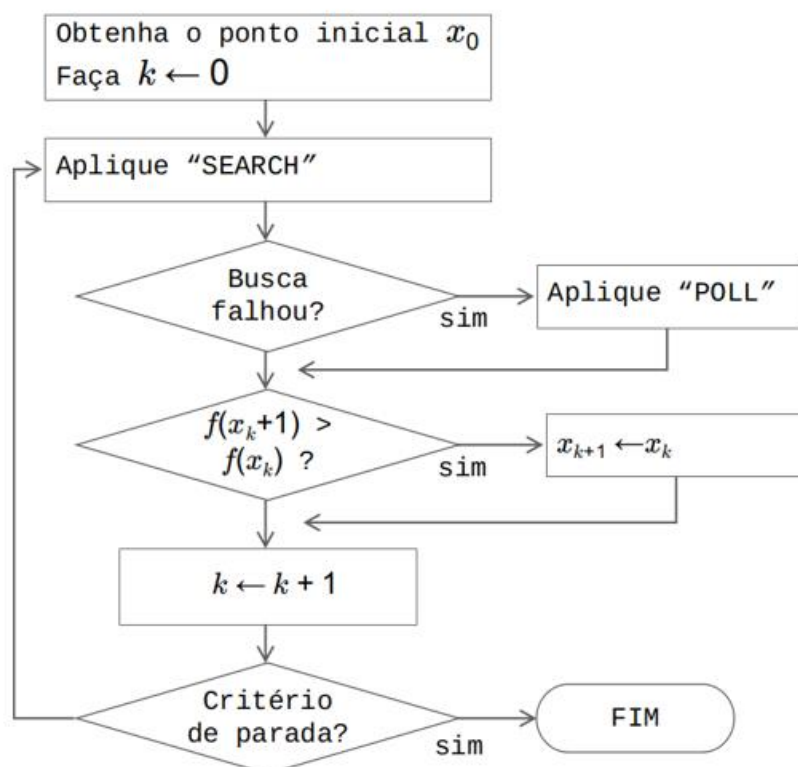 Obtenha o ponto inicial x₀
Faça k ← 0
Aplique “SEARCH”
Busca
falhou?
sim
Aplique “POLL”
f(xₖ+1) >
f(xₖ) ?
sim
xₖ₊₁ ← xₖ
k ← k + 1
Critério
de parada?
sim
FIM